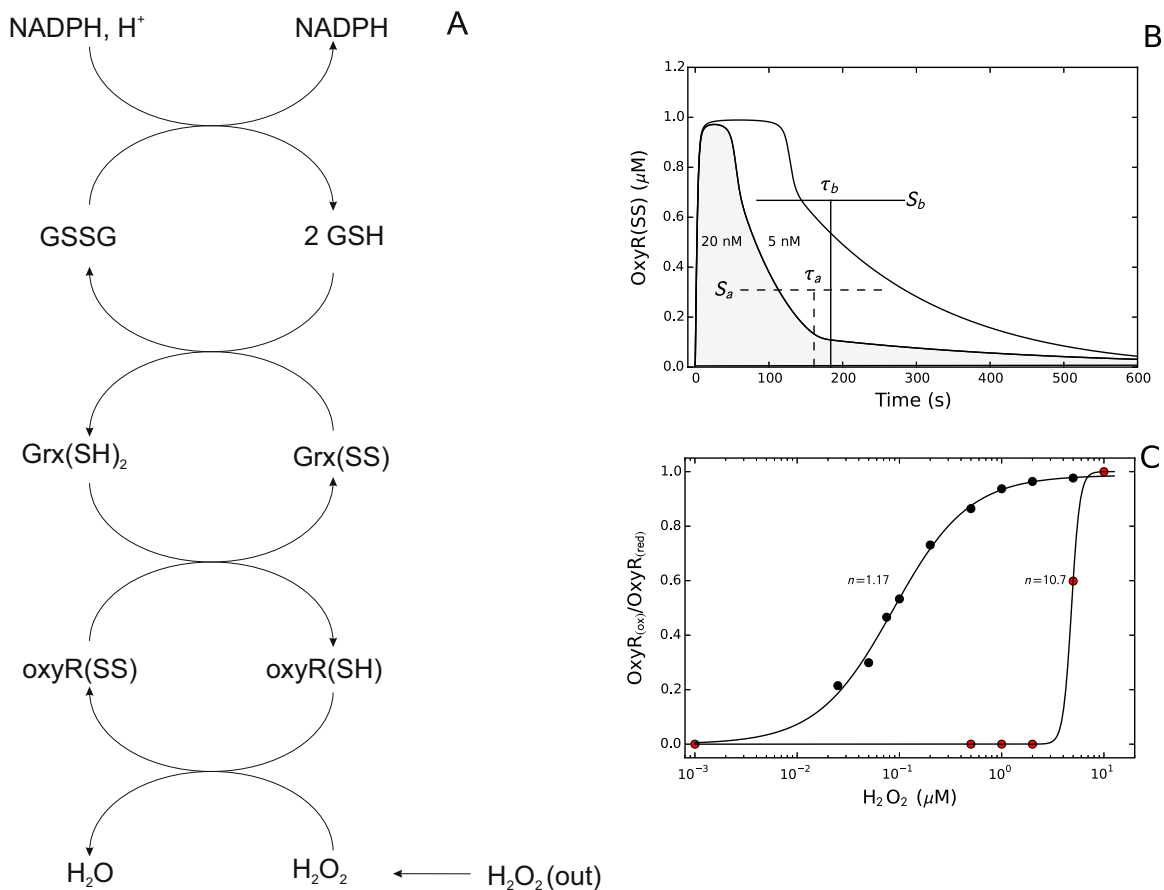 A
NADPH, H⁺ NADPH
GSSG 2 GSH
Grx(SH)₂ Grx(SS)
oxyR(SS) oxyR(SH)
H₂O H₂O₂ H₂O₂(out)
B
OxyR(SS) (μM)
1.2
1.0
0.8
0.6
0.4
0.2
0.0
τ_b
S_b
20 nM 5 nM
τ_a
S_a
0 100 200 300 400 500 600
Time (s)
C
OxyR(ox)/OxyR(red)
1.0
0.8
0.6
0.4
0.2
0.0
n=1.17 n=10.7
10⁻³ 10⁻² 10⁻¹ 10⁰ 10¹
H₂O₂ (μM)